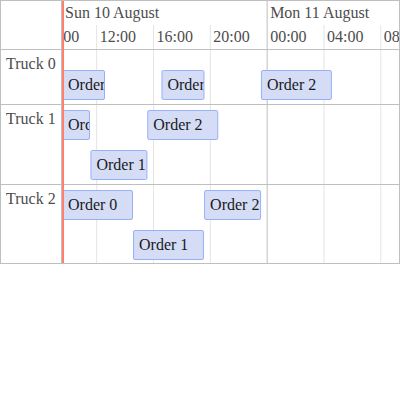 Sun 10 August Mon 11 August
00 12:00 16:00 20:00 00:00 04:00 08
Truck 0
Order Order Order 2
Truck 1
Ord Order 2
Order 1
Truck 2
Order 0 Order 2
Order 1